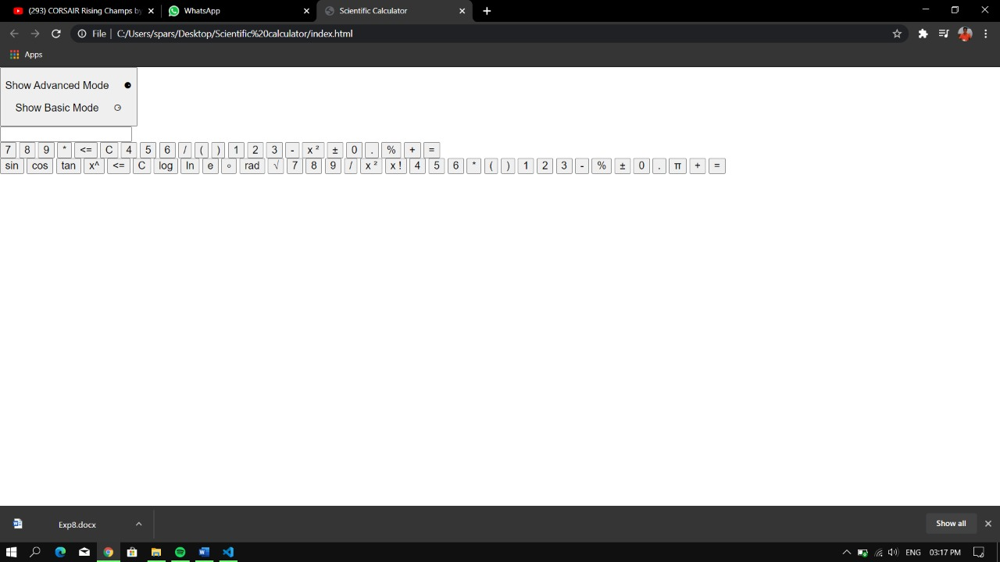 (293) CORSAIR Rising Champs by
WhatsApp
Scientific Calculator
File | C:/Users/spars/Desktop/Scientific%20calculator/index.html
Apps
Show Advanced Mode
Show Basic Mode
7 8 9 * <= C 4 5 6 / ( ) 1 2 3 - x ² ± 0 . % + =
sin cos tan x^ <= C log ln e ∘ rad √ 7 8 9 / x ² x ! 4 5 6 * ( ) 1 2 3 - % ± 0 . π + =
Exp8.docx
Show all
ENG 03:17 PM